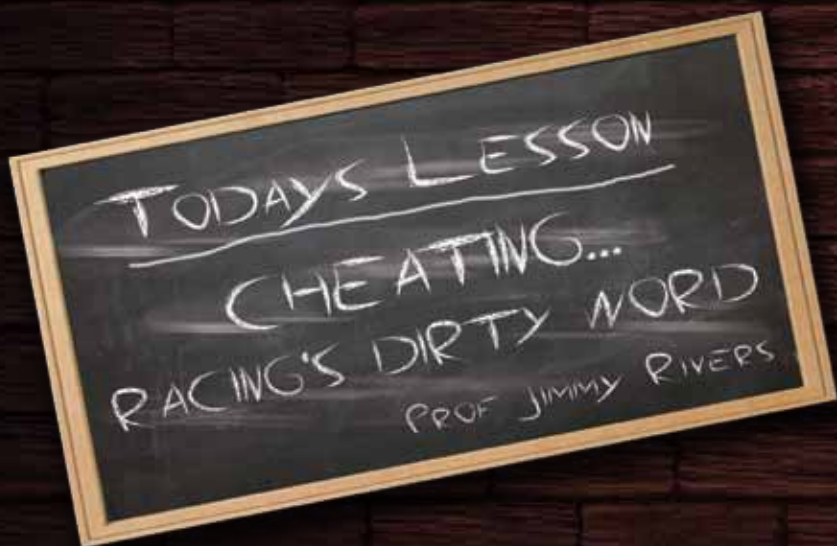 TODAYS LESSON
CHEATING...
RACING'S DIRTY WORD
PROF JIMMY RIVERS